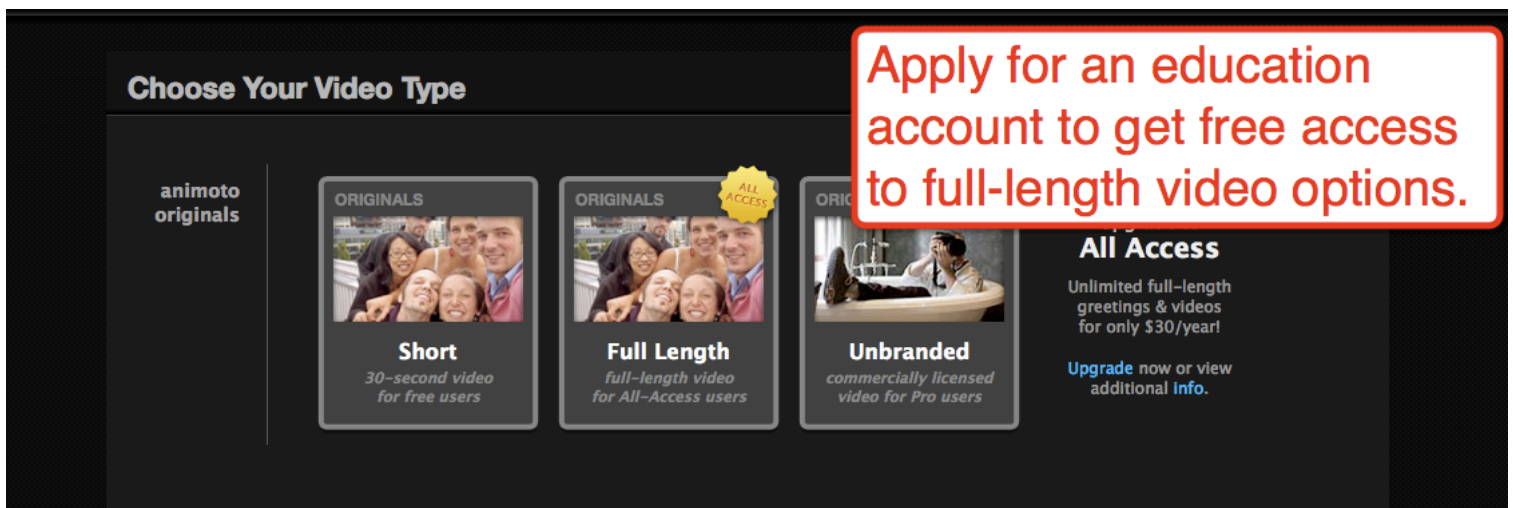 Choose Your Video Type
Apply for an education
account to get free access
to full-length video options.
animoto
originals
ORIGINALS
Short
30-second video
for free users
ORIGINALS
ALL
ACCESS
Full Length
full-length video
for All-Access users
Unbranded
commercially licensed
video for Pro users
All Access
Unlimited full-length
greetings & videos
for only $30/year!
Upgrade now or view
additional info.